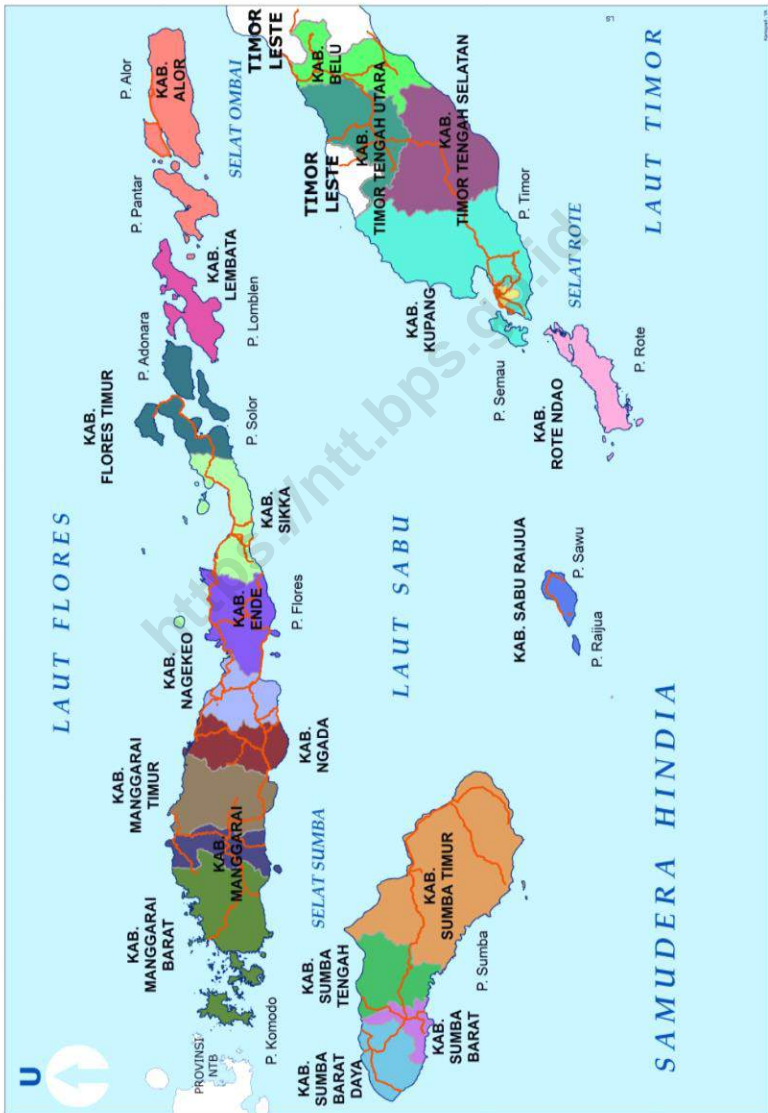 U
LAUT FLORES
PROVINSI
NTB
P. Komodo
KAB.
MANGGARAI
BARAT
KAB.
MANGGARAI
KAB.
MANGGARAI
TIMUR
KAB.
NGADA
KAB.
NAGEKEO
KAB.
ENDE
P. Flores
KAB.
SIKKA
KAB.
FLORES TIMUR
P. Solor
P. Adonara
P. Lomblen
KAB.
LEMBATA
P. Pantar
P. Alor
KAB.
ALOR
SELAT OMBAI
SELAT SUMBA
KAB.
SUMBA
BARAT
DAYA
KAB.
SUMBA
TENGAH
KAB.
SUMBA
BARAT
P. Sumba
KAB.
SUMBA TIMUR
LAUT SABU
KAB. SABU RAIJUA
P. Raijua
P. Sawu
TIMOR
LESTE
KAB.
BELU
TIMOR
LESTE
KAB.
TIMOR TENGAH UTARA
KAB.
TIMOR TENGAH SELATAN
KAB.
KUPANG
P. Timor
P. Semau
SELAT ROTE
KAB.
ROTE NDAO
P. Rote
LAUT TIMOR
SAMUDERA HINDIA
https://ntt.bps.go.id